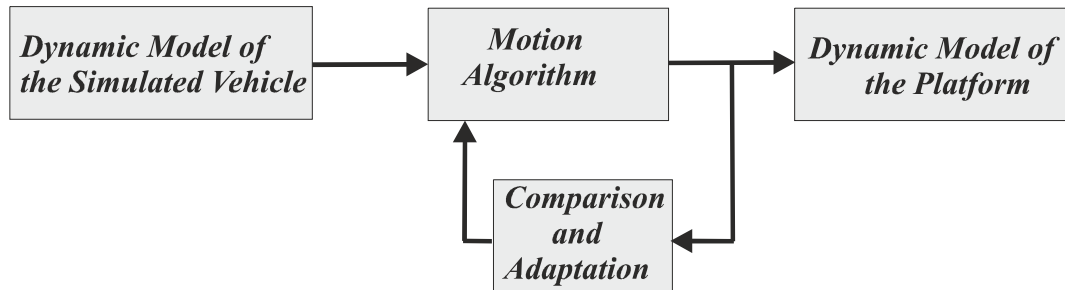 Dynamic Model of
the Simulated Vehicle
Motion
Algorithm
Dynamic Model of
the Platform
Comparison
and
Adaptation